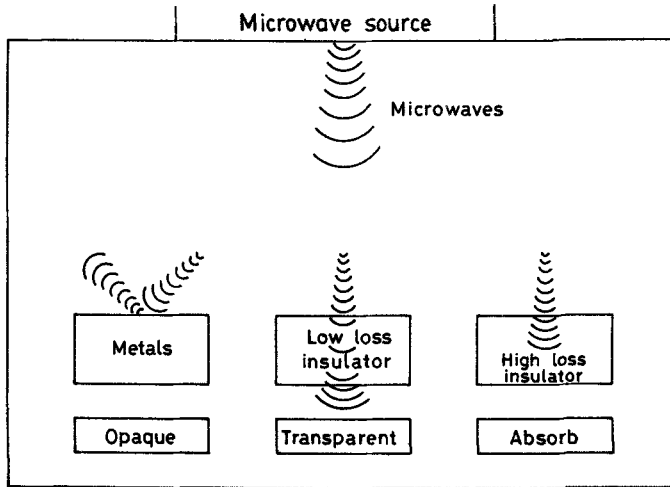 Microwave source
Microwaves
Metals
Low loss
insulator
High loss
insulator
Opaque
Transparent
Absorb